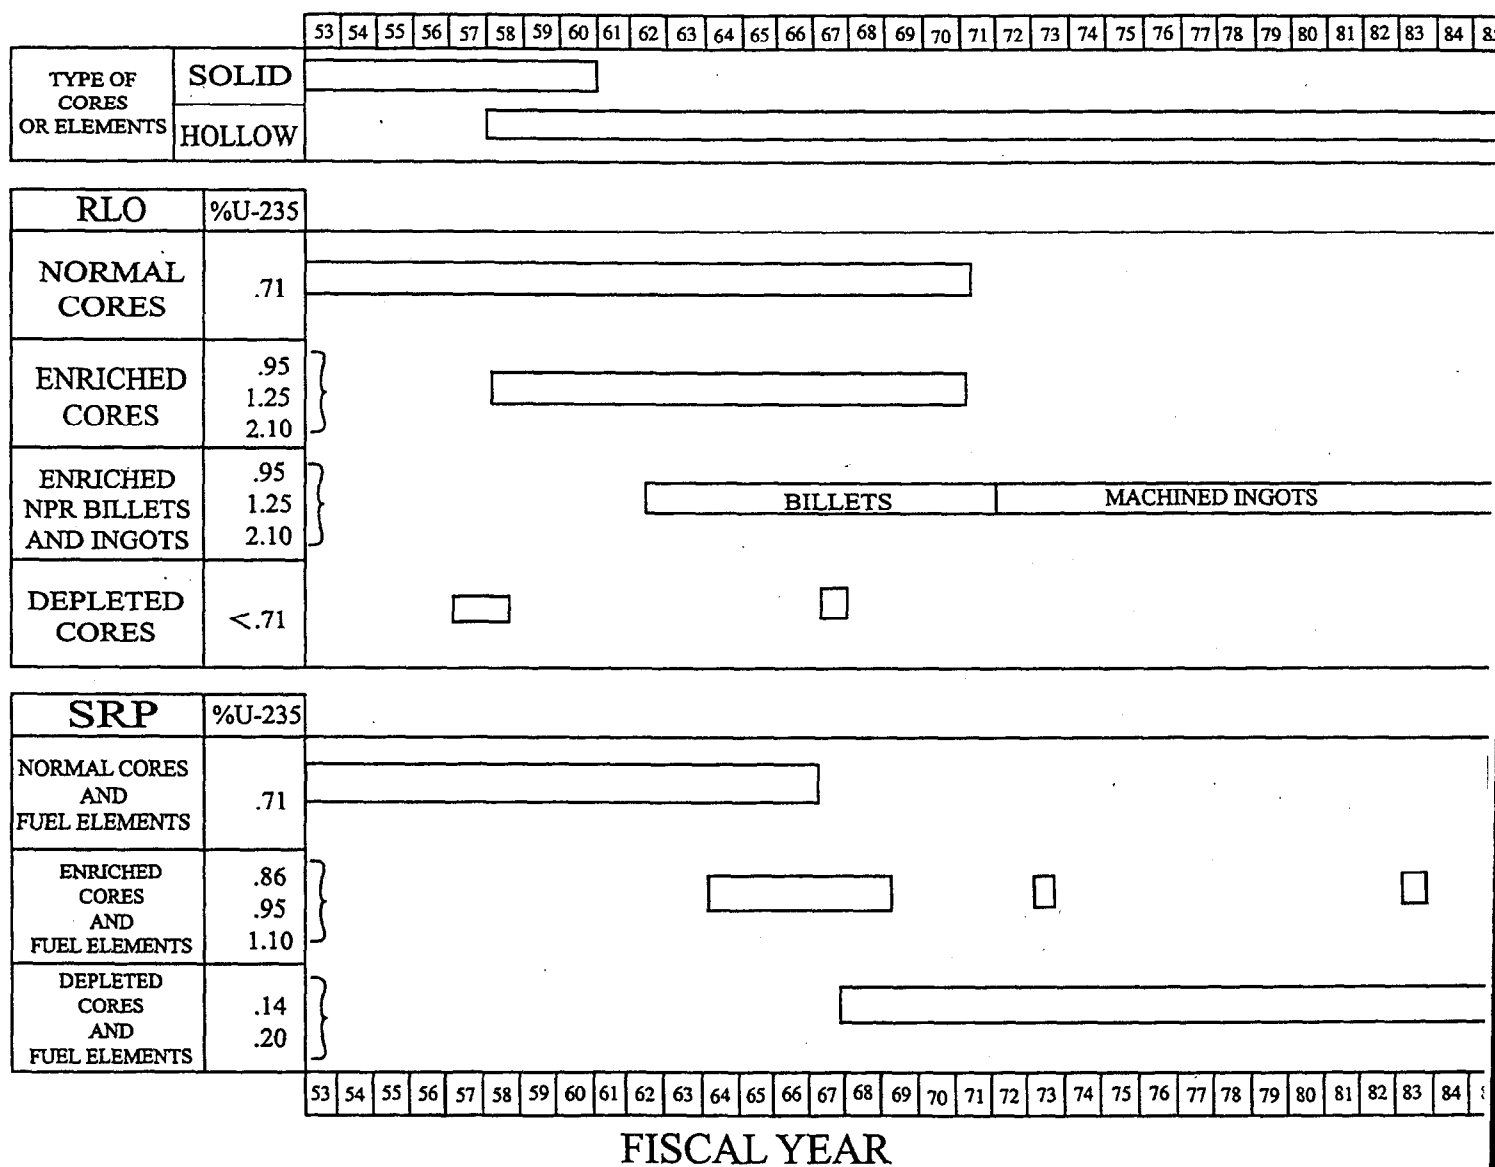 53 54 55 56 57 58 59 60 61 62 63 64 65 66 67 68 69 70 71 72 73 74 75 76 77 78 79 80 81 82 83 84
TYPE OF
CORES
OR ELEMENTS
SOLID
HOLLOW
RLO %U-235
NORMAL
CORES
.71
ENRICHED
CORES
.95
1.25
2.10
ENRICHED
NPR BILLETS
AND INGOTS
.95
1.25
2.10
BILLETS MACHINED INGOTS
DEPLETED
CORES
<.71
SRP %U-235
NORMAL CORES
AND
FUEL ELEMENTS
.71
ENRICHED
CORES
AND
FUEL ELEMENTS
.86
.95
1.10
DEPLETED
CORES
AND
FUEL ELEMENTS
.14
.20
53 54 55 56 57 58 59 60 61 62 63 64 65 66 67 68 69 70 71 72 73 74 75 76 77 78 79 80 81 82 83 84
FISCAL YEAR